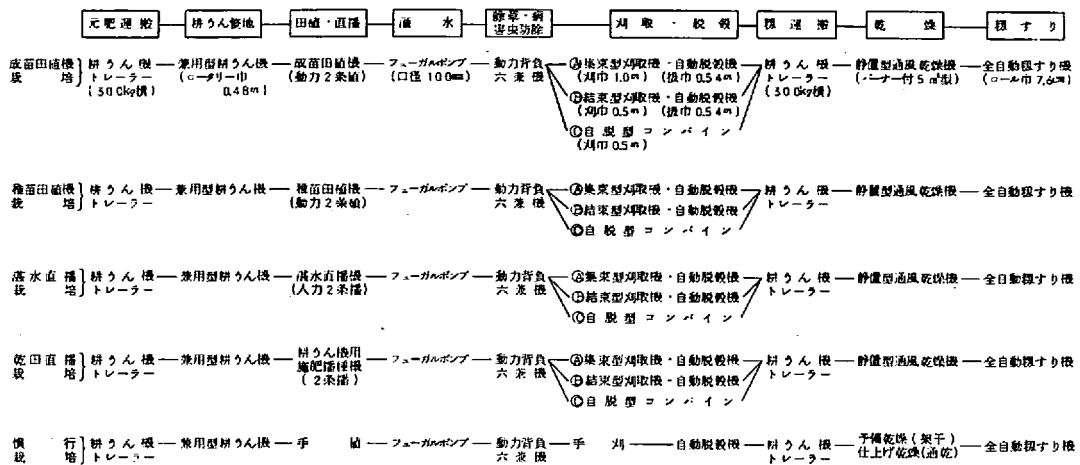 元肥運搬 耕うん整地 田植・直播 灌水 除草・病害虫防除 刈取・脱穀 籾運搬 乾燥 籾すり
成苗田植機 耕うん機 兼用型耕うん機 成苗田植機 フューガルポンプ 動力背負 Ⓐ集束型刈取機・自動脱穀機 耕うん機 静置型通風乾燥機 全自動籾すり機
栽培 トレーラー (ロータリー巾 (動力2条植) (口径100mm) 六兼機 (刈巾1.0m) (扱巾0.54m) トレーラー (バーナー付5㎡型) (ロール巾7.6cm)
(300kg積) 0.48m) Ⓑ結束型刈取機・自動脱穀機 (300kg積)
(刈巾0.5m) (扱巾0.54m)
Ⓒ自脱型コンバイン
(刈巾0.5m)
稚苗田植機 耕うん機 兼用型耕うん機 稚苗田植機 フューガルポンプ 動力背負 Ⓐ集束型刈取機・自動脱穀機 耕うん機 静置型通風乾燥機 全自動籾すり機
栽培 トレーラー (動力2条植) 六兼機 Ⓑ結束型刈取機・自動脱穀機 トレーラー
Ⓒ自脱型コンバイン
湛水直播 耕うん機 兼用型耕うん機 湛水直播機 フューガルポンプ 動力背負 Ⓐ集束型刈取機・自動脱穀機 耕うん機 静置型通風乾燥機 全自動籾すり機
栽培 トレーラー (人力2条播) 六兼機 Ⓑ結束型刈取機・自動脱穀機 トレーラー
Ⓒ自脱型コンバイン
乾田直播 耕うん機 兼用型耕うん機 耕うん機用 フューガルポンプ 動力背負 Ⓐ集束型刈取機・自動脱穀機 耕うん機 静置型通風乾燥機 全自動籾すり機
栽培 トレーラー 施肥播種機 六兼機 Ⓑ結束型刈取機・自動脱穀機 トレーラー
(2条播) Ⓒ自脱型コンバイン
慣行 耕うん機 兼用型耕うん機 手植 フューガルポンプ 動力背負 手刈 自動脱穀機 耕うん機 予備乾燥(架干) 全自動籾すり機
栽培 トレーラー 六兼機 トレーラー 仕上げ乾燥(通乾)